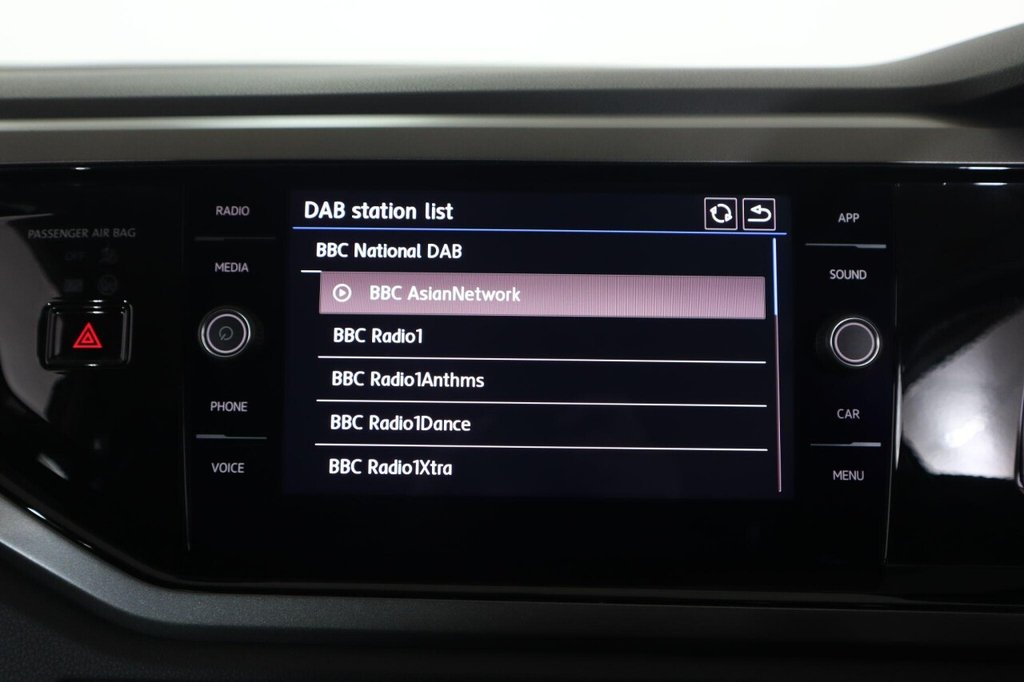 DAB station list
BBC National DAB
BBC AsianNetwork
BBC Radio1
BBC Radio1Anthms
BBC Radio1Dance
BBC Radio1Xtra
RADIO
MEDIA
PHONE
VOICE
APP
SOUND
CAR
MENU
PASSENGER AIR BAG
OFF